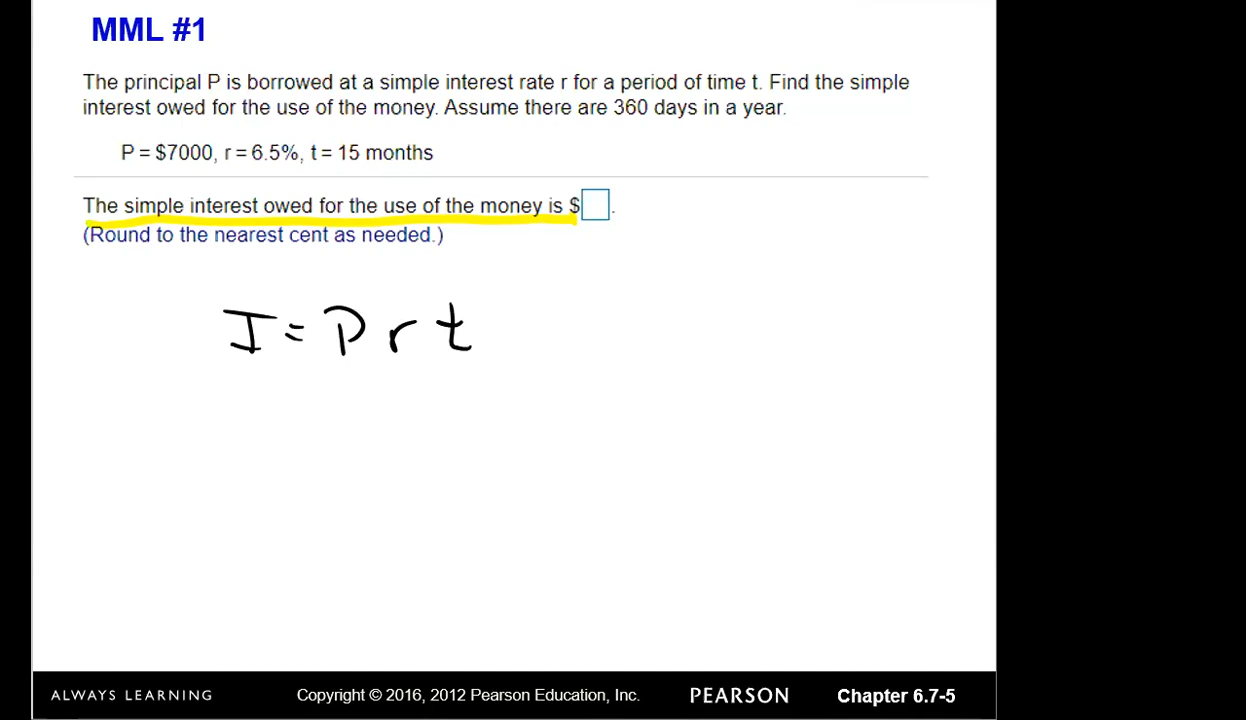 MML #1
The principal P is borrowed at a simple interest rate r for a period of time t. Find the simple
interest owed for the use of the money. Assume there are 360 days in a year.
P = $7000, r = 6.5%, t = 15 months
The simple interest owed for the use of the money is $ .
(Round to the nearest cent as needed.)
I = P r t
ALWAYS LEARNING Copyright © 2016, 2012 Pearson Education, Inc. PEARSON Chapter 6.7-5